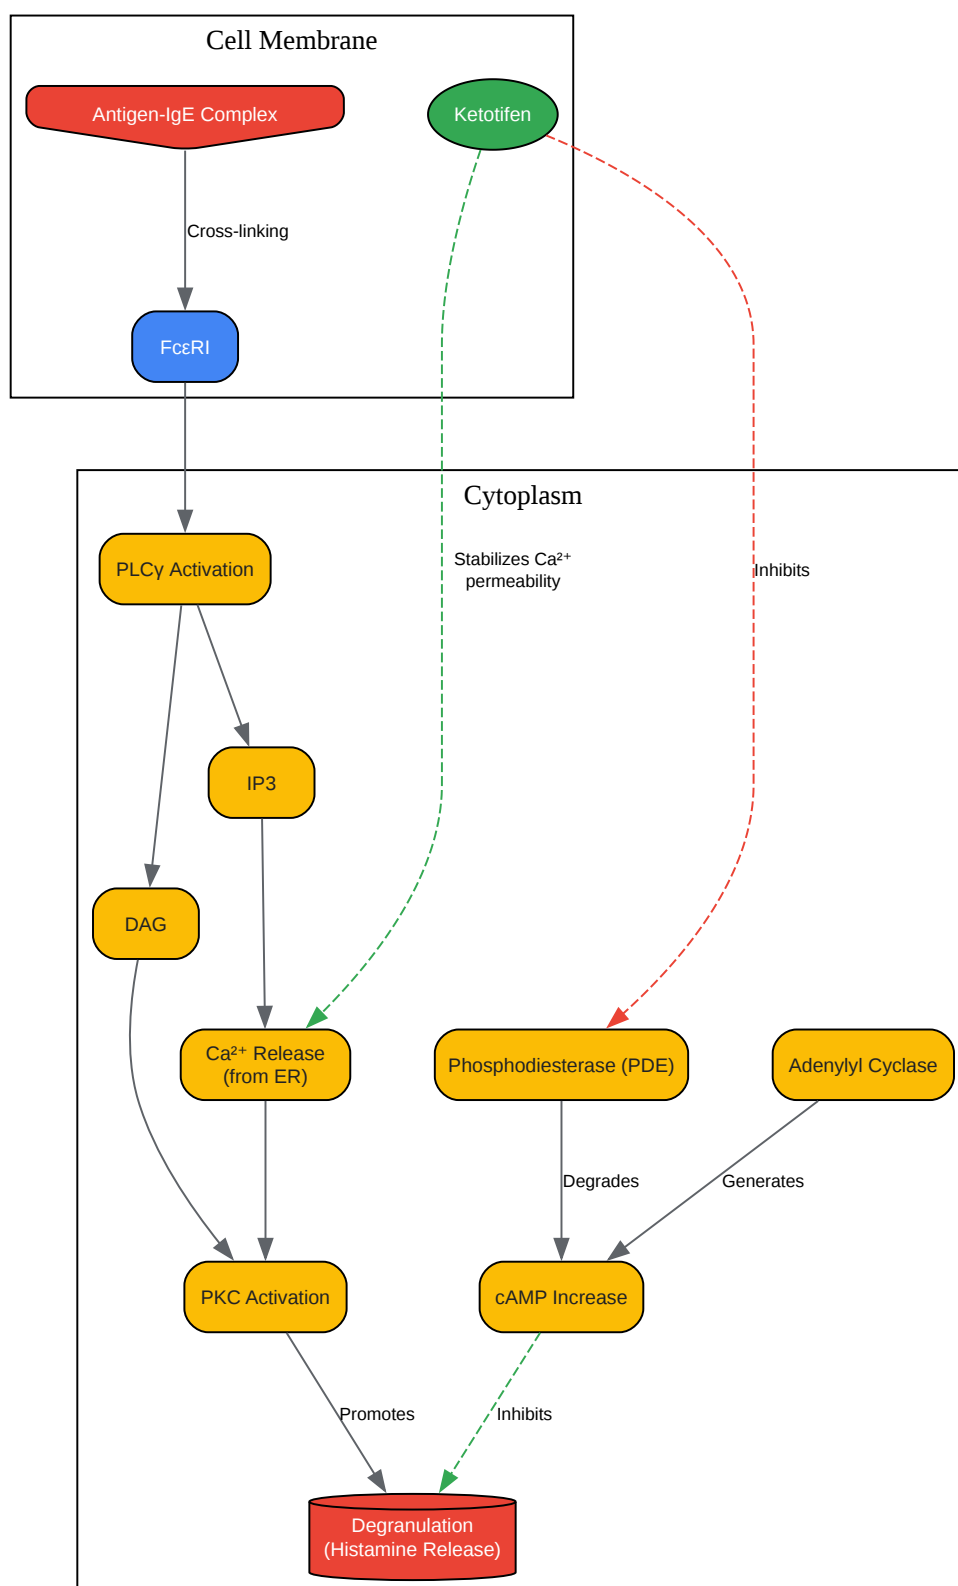 Cell Membrane
Antigen-IgE Complex
Ketotifen
Cross-linking
FcεRI
Cytoplasm
PLCγ Activation
Stabilizes Ca²⁺
permeability
Inhibits
IP3
DAG
Ca²⁺ Release
(from ER)
Phosphodiesterase (PDE)
Adenylyl Cyclase
Degrades
Generates
PKC Activation
cAMP Increase
Promotes
Inhibits
Degranulation
(Histamine Release)